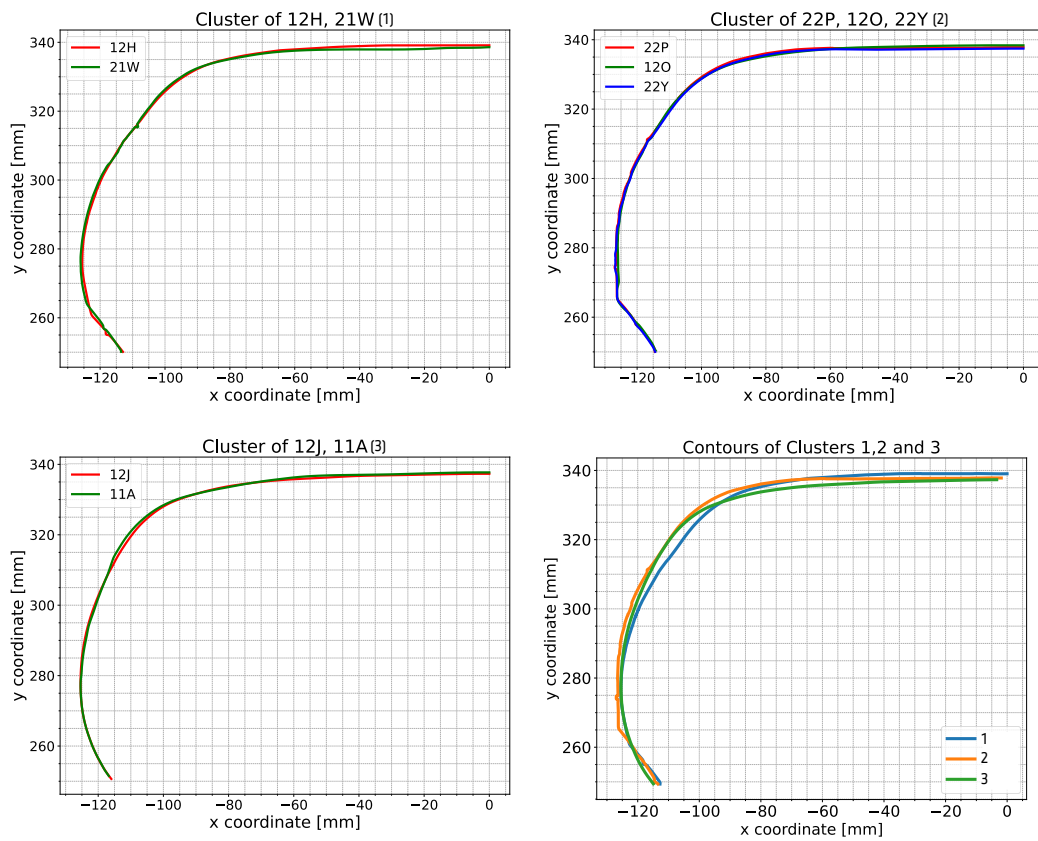 Cluster of 12H, 21W [1]
12H
21W
y coordinate [mm]
340
320
300
280
260
−120 −100 −80 −60 −40 −20 0
x coordinate [mm]
Cluster of 22P, 12O, 22Y [2]
22P
12O
22Y
y coordinate [mm]
340
320
300
280
260
−120 −100 −80 −60 −40 −20 0
x coordinate [mm]
Cluster of 12J, 11A [3]
12J
11A
y coordinate [mm]
340
320
300
280
260
−120 −100 −80 −60 −40 −20 0
x coordinate [mm]
Contours of Clusters 1,2 and 3
y coordinate [mm]
340
320
300
280
260
1
2
3
−120 −100 −80 −60 −40 −20 0
x coordinate [mm]